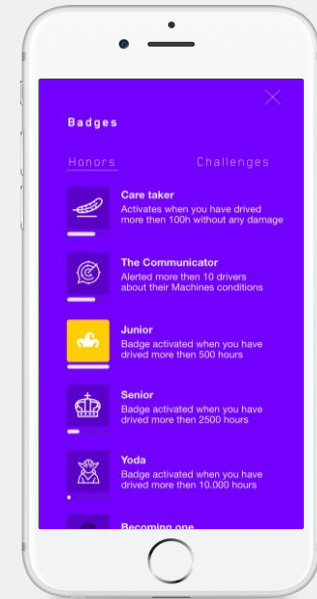 Badges
Honors Challenges
Care taker
Activates when you have drived
more then 100h without any damage
The Communicator
Alerted more then 10 drivers
about their Machines conditions
Junior
Badge activated when you have
drived more then 500 hours
Senior
Badge activated when you have
drived more then 2500 hours
Yoda
Badge activated when you have
drived more then 10.000 hours
Becoming one